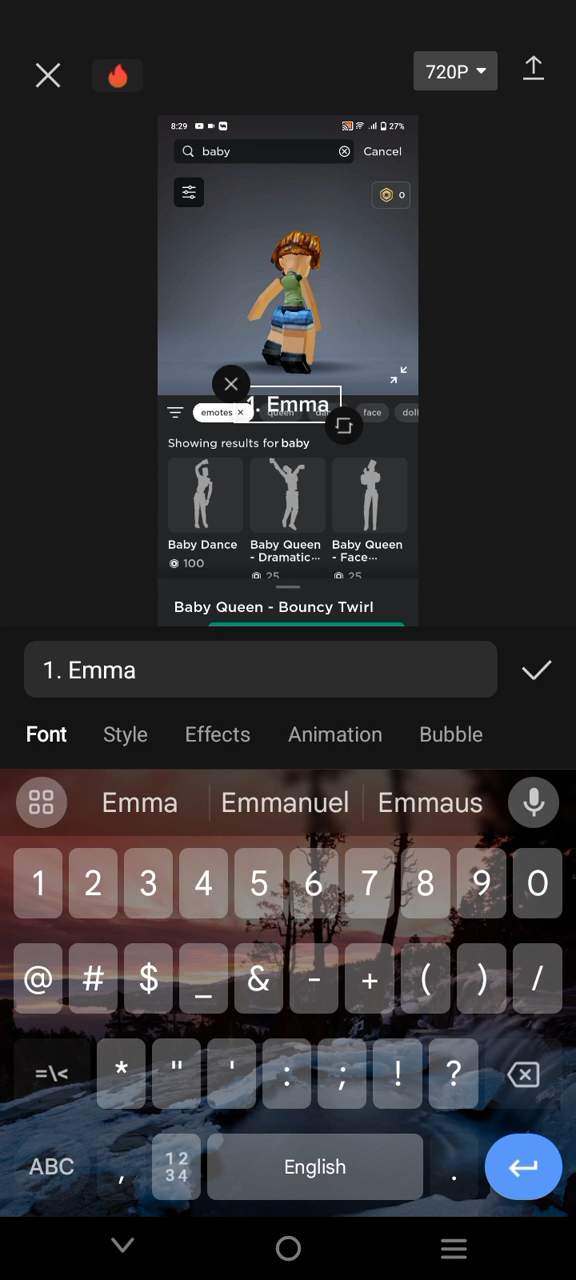 720P
8:29
27%
baby
Cancel
0
1. Emma
emotes × queen dan face doll
Showing results for baby
Baby Dance
100
Baby Queen - Dramatic...
25
Baby Queen - Face...
25
Baby Queen - Bouncy Twirl
1. Emma
Font Style Effects Animation Bubble
Emma Emmanuel Emmaus
1 2 3 4 5 6 7 8 9 0
@ # $ _ & - + ( ) /
=\< * " ' : ; ! ?
ABC , 12 34 English .